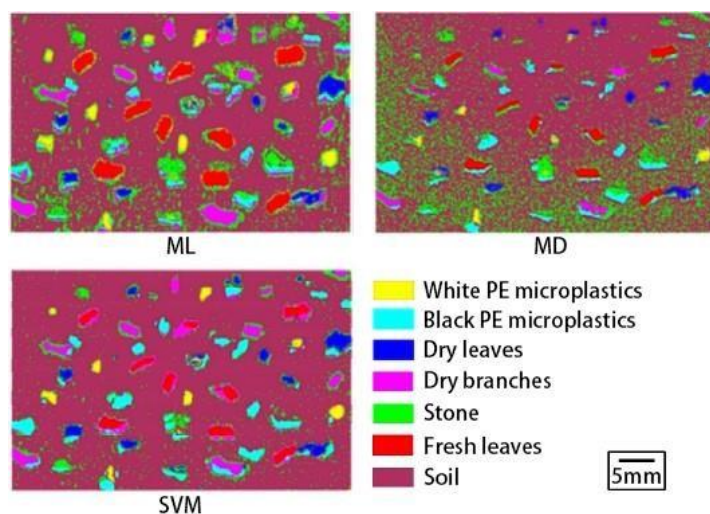 ML
MD
SVM
White PE microplastics
Black PE microplastics
Dry leaves
Dry branches
Stone
Fresh leaves
Soil
5mm